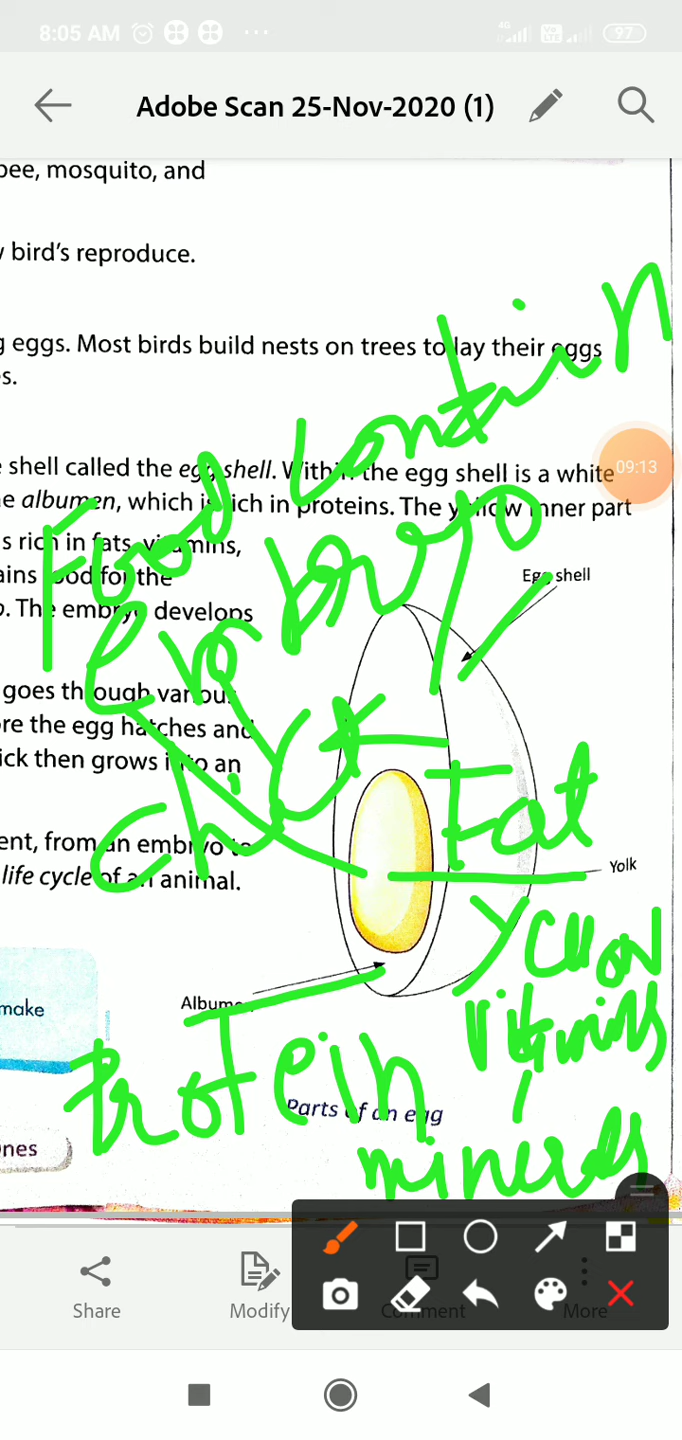 8:05 AM
4G
Vo LTE
97
Adobe Scan 25-Nov-2020 (1)
bee, mosquito, and
bird's reproduce.
eggs. Most birds build nests on trees to lay their eggs
s.
Food contain
shell called the egg shell. Within the egg shell is a white
albumen, which is rich in proteins. The yellow inner part
09:13
s rich in fats, vitamins,
ains food for the
Embryo
Egg shell
. The embryo develops
goes through various
re the egg hatches and
ick then grows into an
chick
Fat
ent, from an embryo to
life cycle of an animal.
Yolk
yellow
Albumen
vitamins
make
Protein
Parts of an egg
minerals
nes
Share
Modify
Comment
More